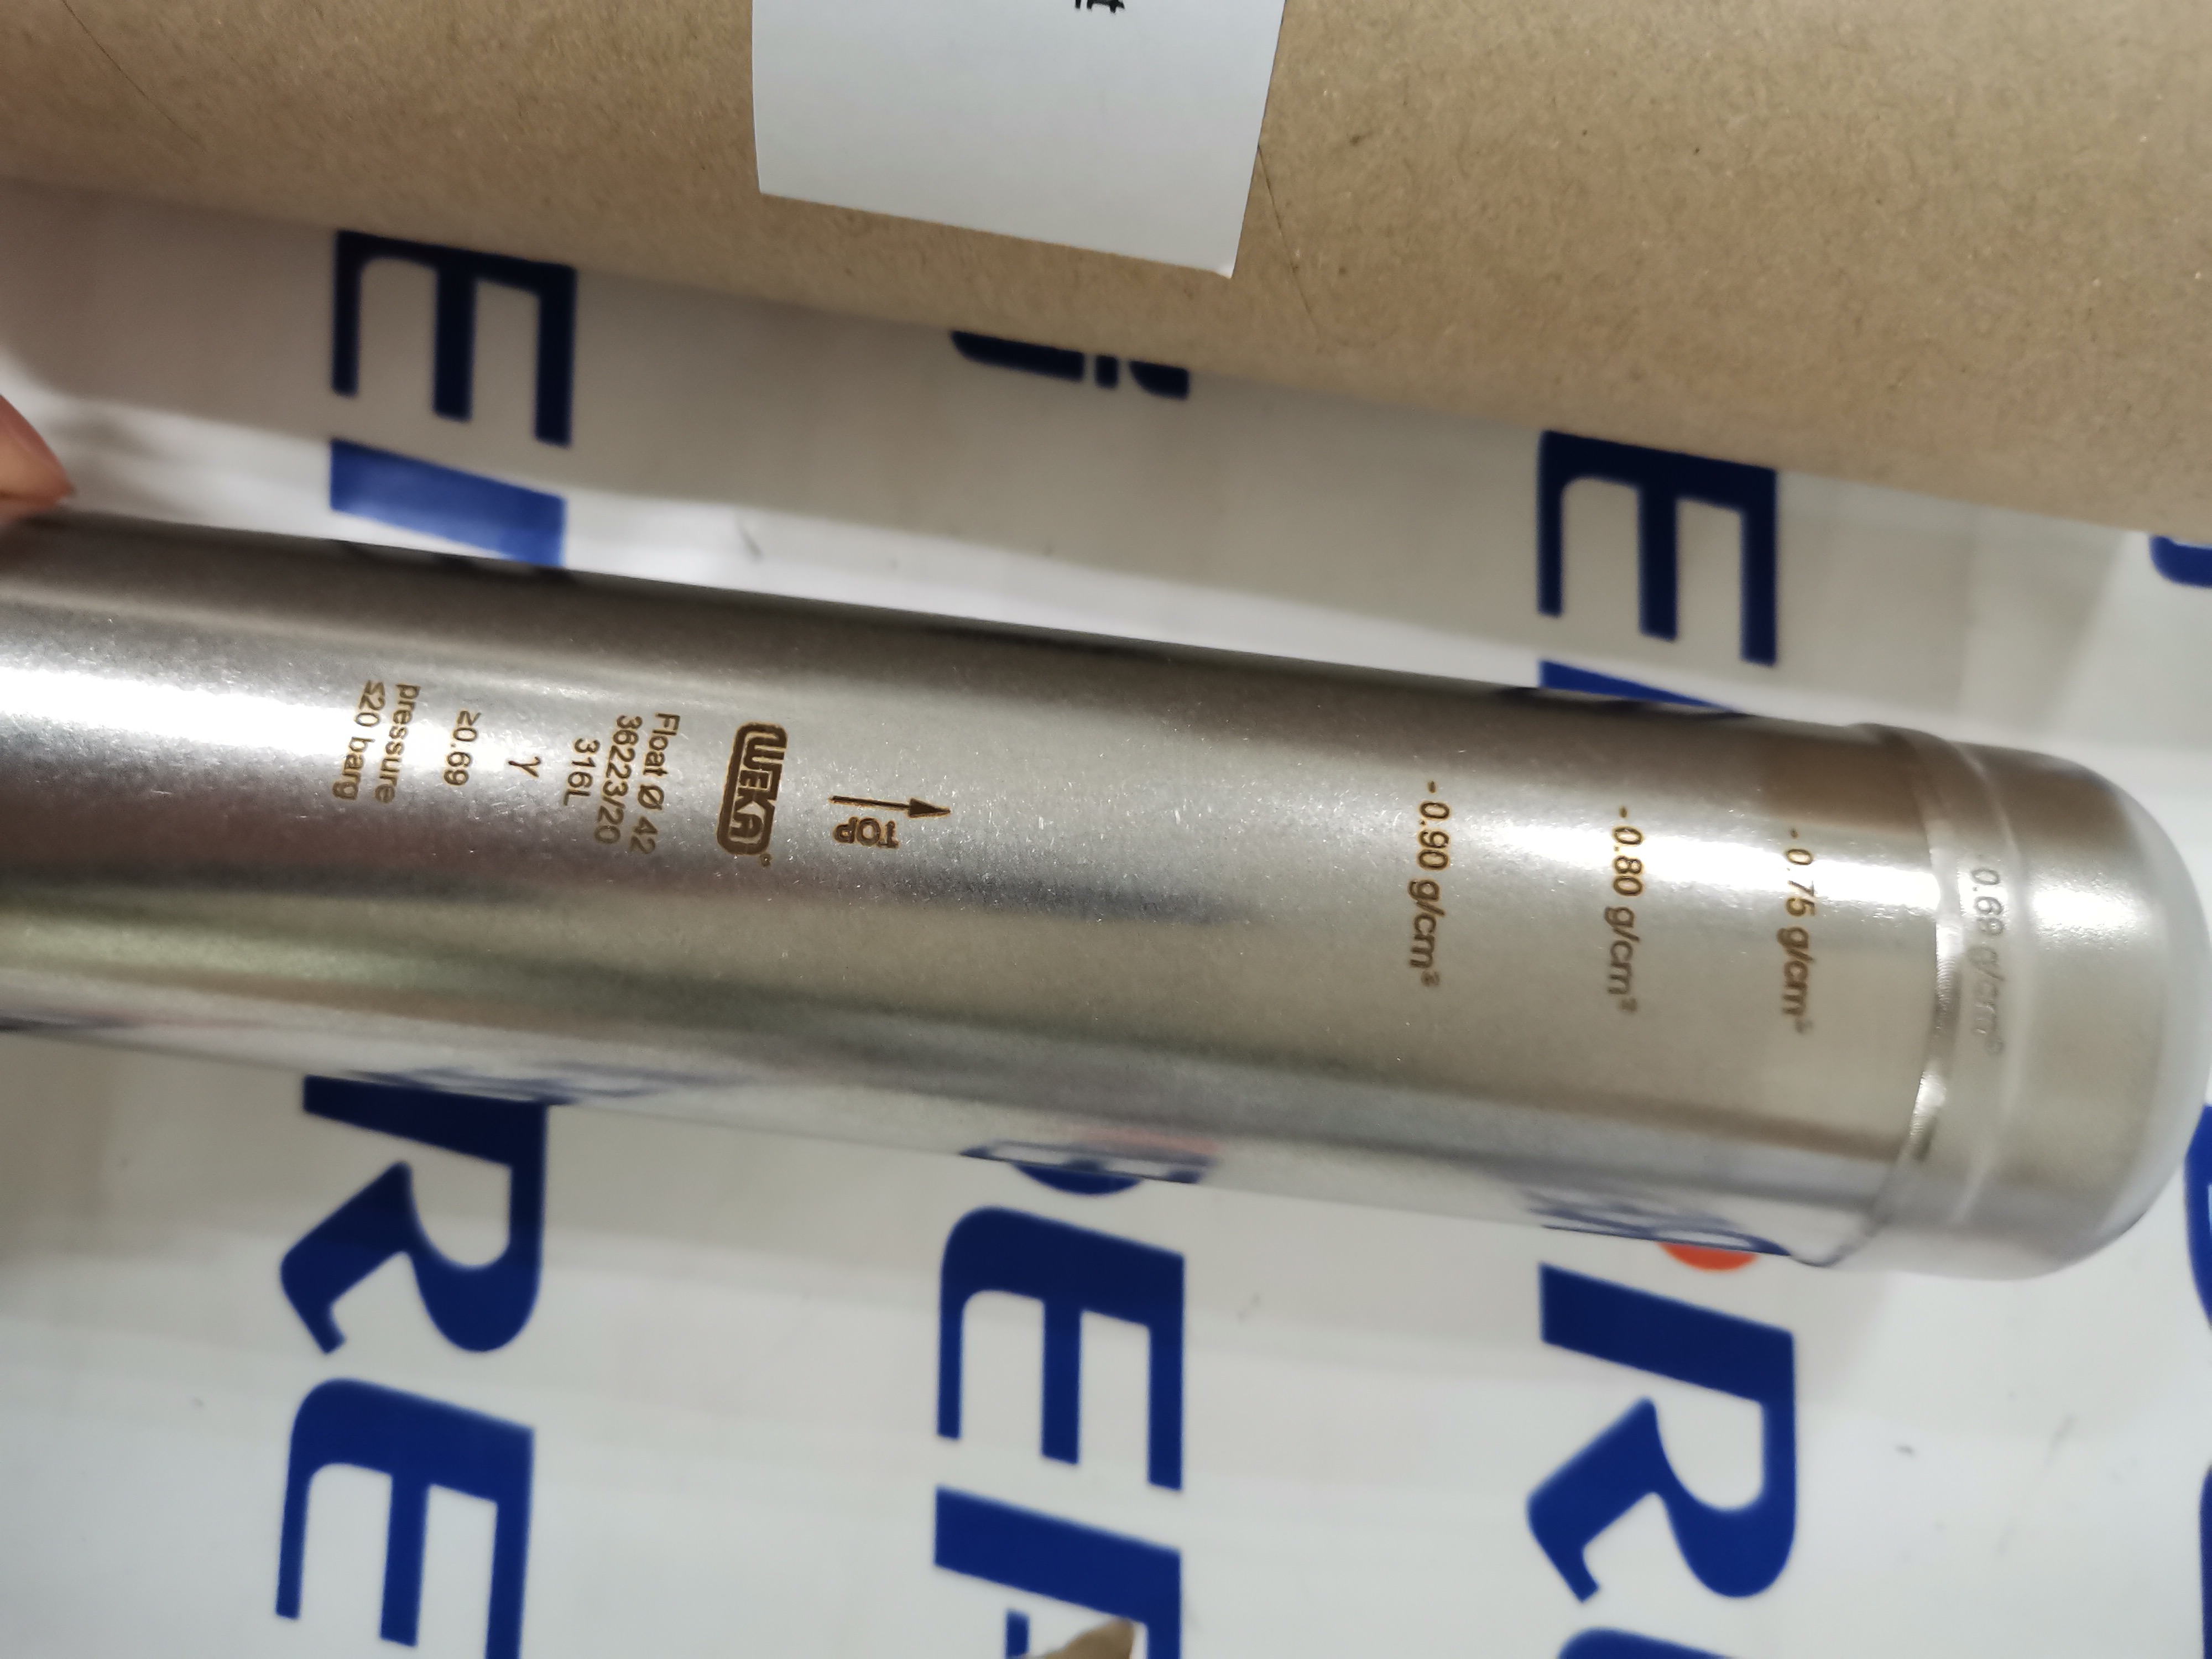 - 0.69 g/cm³
- 0.75 g/cm³
- 0.80 g/cm³
- 0.90 g/cm³
TOP
WEKA
Float Ø 42
36223/20
316L
γ
≥0.69
pressure
≤20 barg